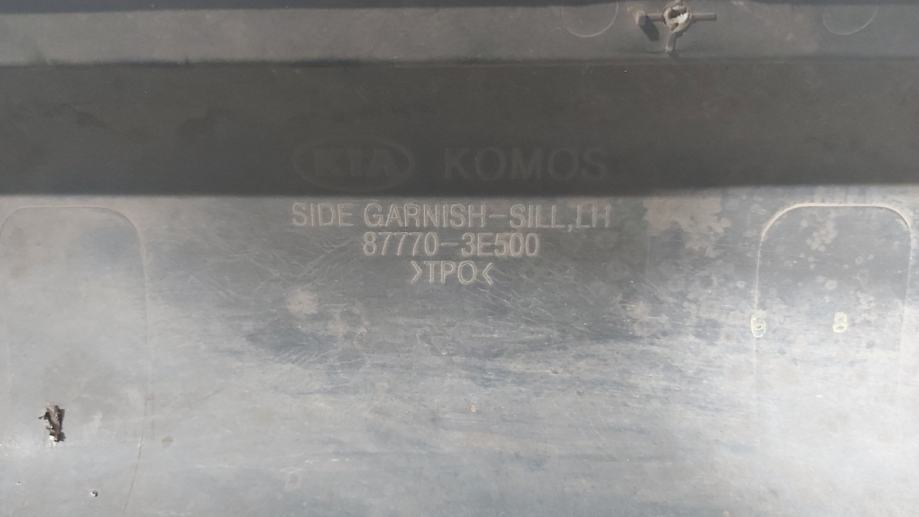 KIA KOMOS
SIDE GARNISH-SILL,LH
87770-3E500
>TPO<